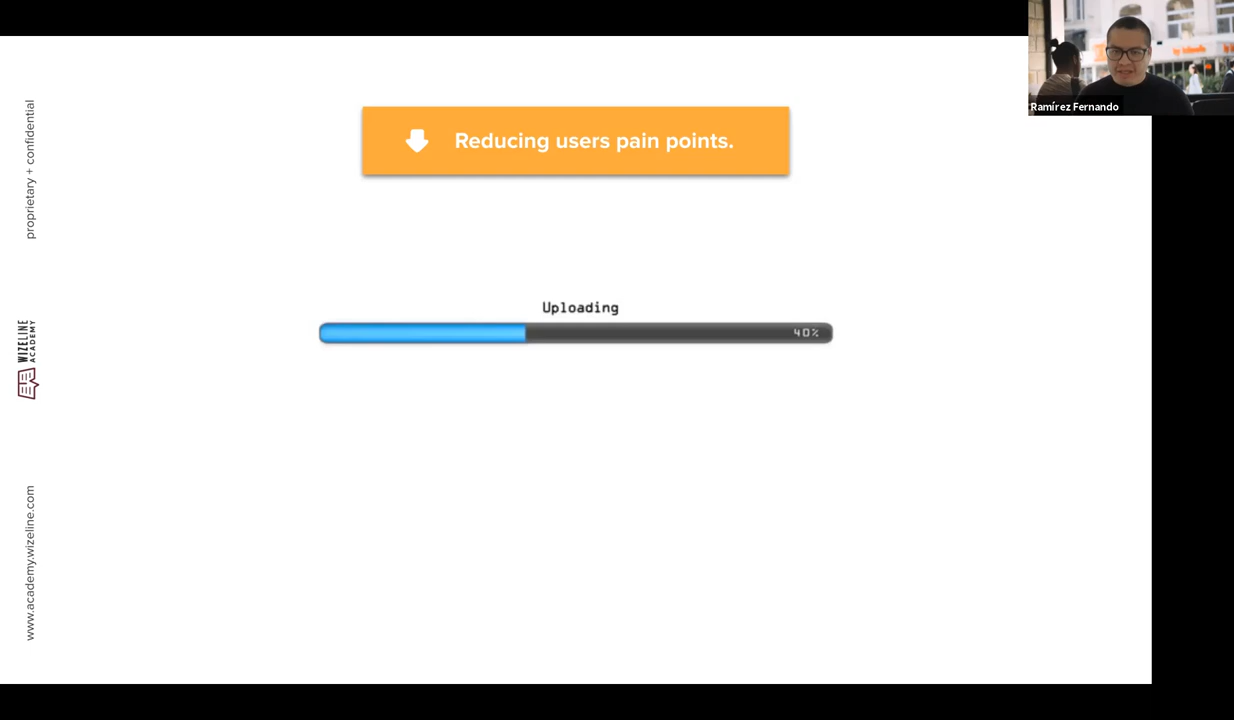 proprietary + confidential
WIZELINE
ACADEMY
www.academy.wizeline.com
Reducing users pain points.
Uploading
40%
Ramírez Fernando